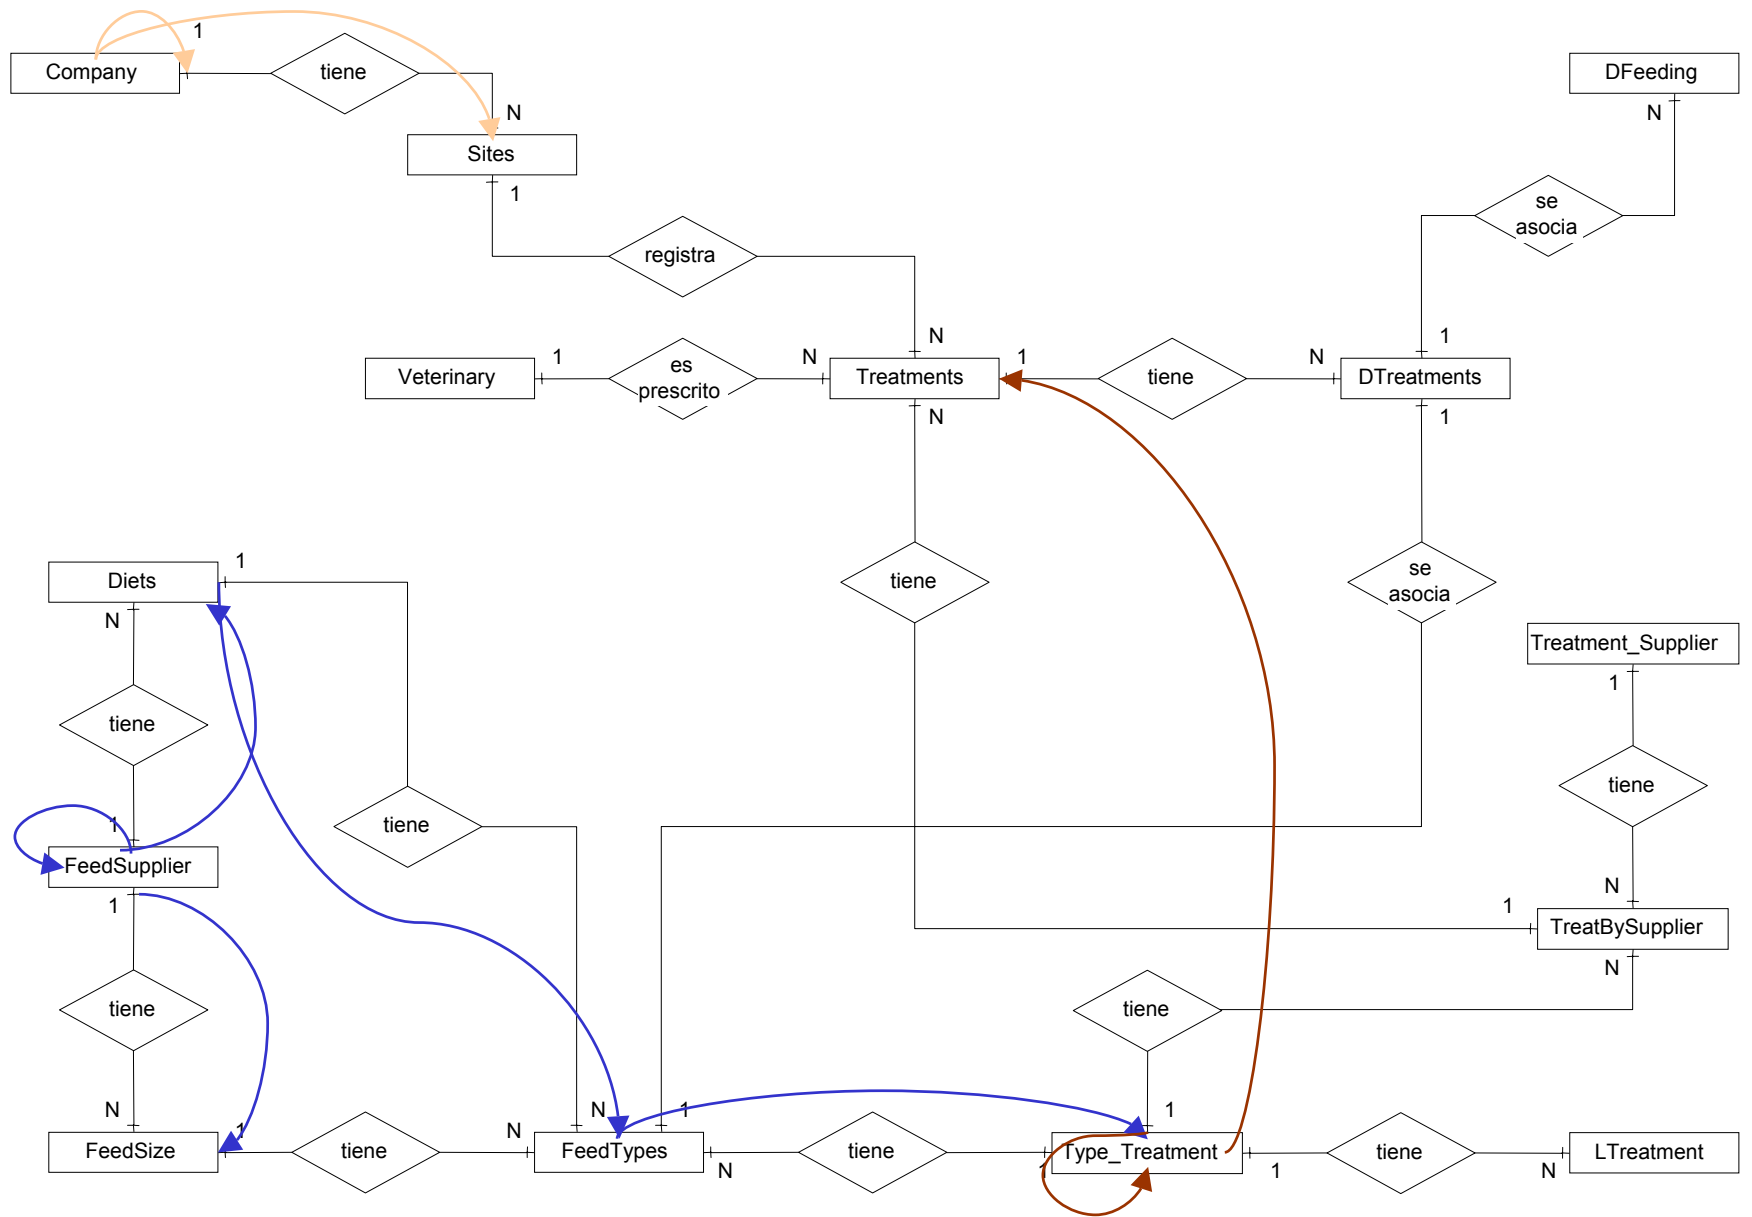 1
Company
tiene
DFeeding
N
N
Sites
1
se
asocia
registra
N
1
Veterinary
1
es
prescrito
N
Treatments
1
tiene
N
DTreatments
N
1
Diets
1
N
tiene
se
asocia
Treatment_Supplier
1
tiene
tiene
tiene
1
FeedSupplier
1
N
1
TreatBySupplier
N
tiene
tiene
N
N
1
1
1
N
FeedSize
tiene
FeedTypes
N
tiene
1
Type_Treatment
1
tiene
N
LTreatment